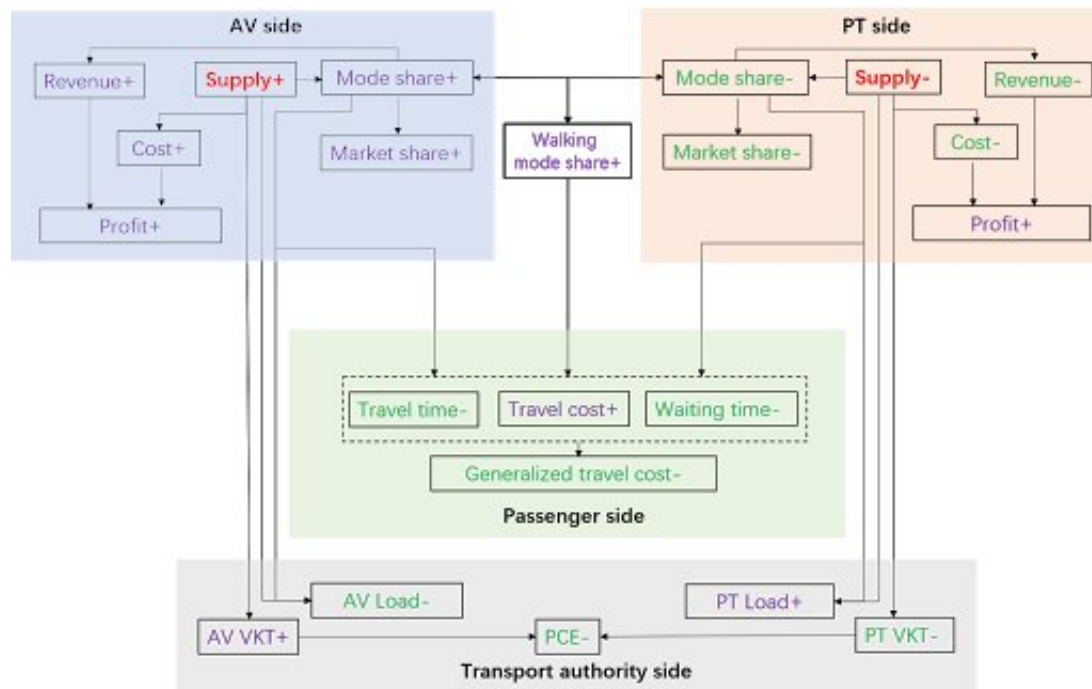 AV side
Revenue+
Supply+
Mode share+
Cost+
Market share+
Profit+
Walking
mode share+
PT side
Mode share-
Supply-
Revenue-
Market share-
Cost-
Profit+
Travel time-
Travel cost+
Waiting time-
Generalized travel cost-
Passenger side
AV Load-
PT Load+
AV VKT+
PCE-
PT VKT-
Transport authority side